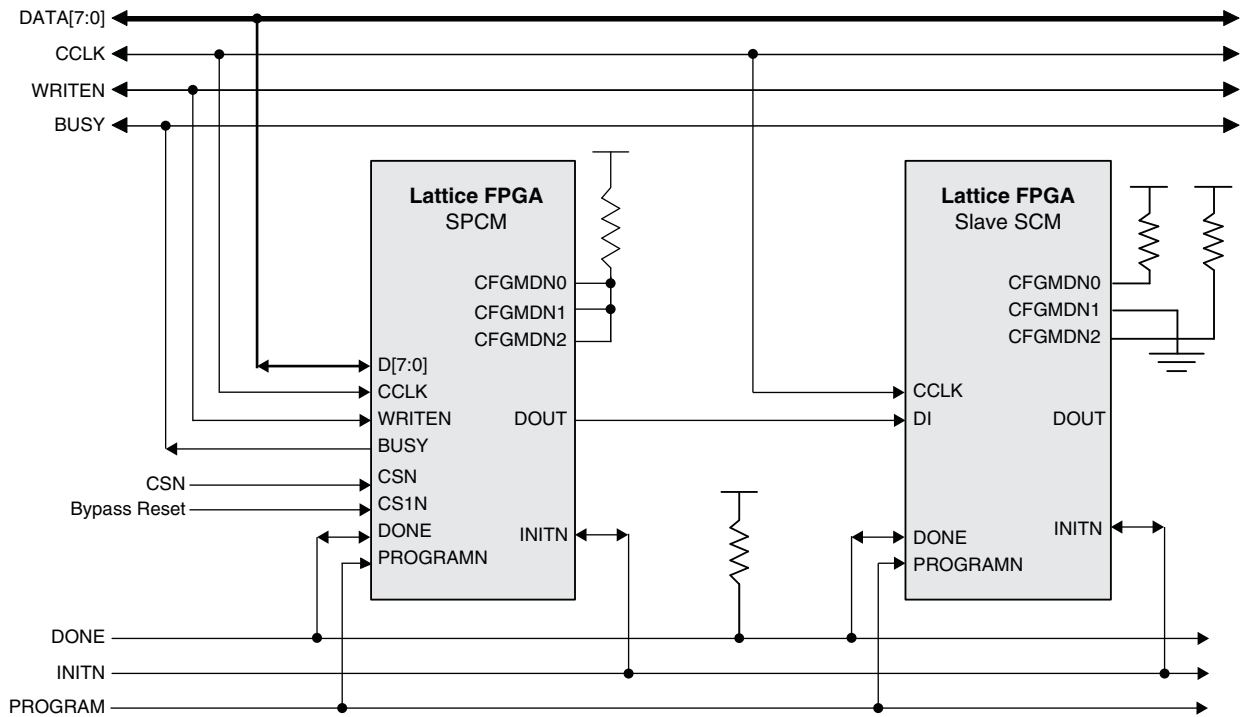 DATA[7:0]
CCLK
WRITEN
BUSY
Lattice FPGA
SPCM
CFGMDN0
CFGMDN1
CFGMDN2
D[7:0]
CCLK
WRITEN
DOUT
BUSY
CSN
CSN
Bypass Reset
CS1N
DONE
INITN
PROGRAMN
Lattice FPGA
Slave SCM
CFGMDN0
CFGMDN1
CFGMDN2
CCLK
DI
DOUT
INITN
DONE
PROGRAMN
DONE
INITN
PROGRAM